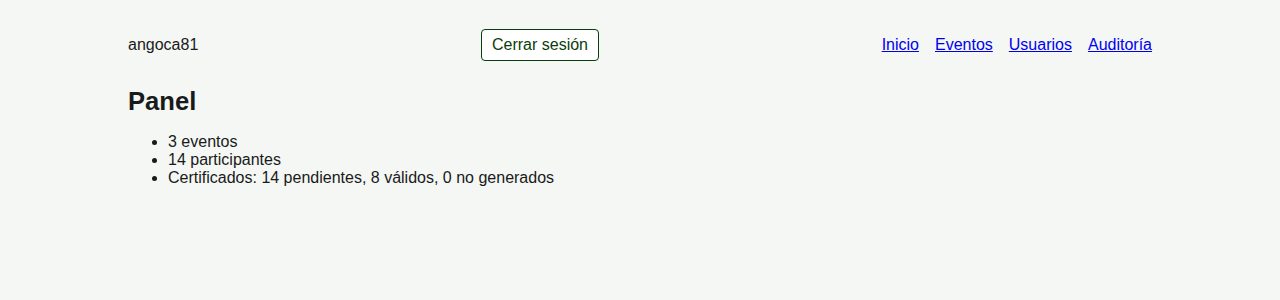 angoca81 Cerrar sesión Inicio Eventos Usuarios Auditoría
Panel
3 eventos
14 participantes
Certificados: 14 pendientes, 8 válidos, 0 no generados